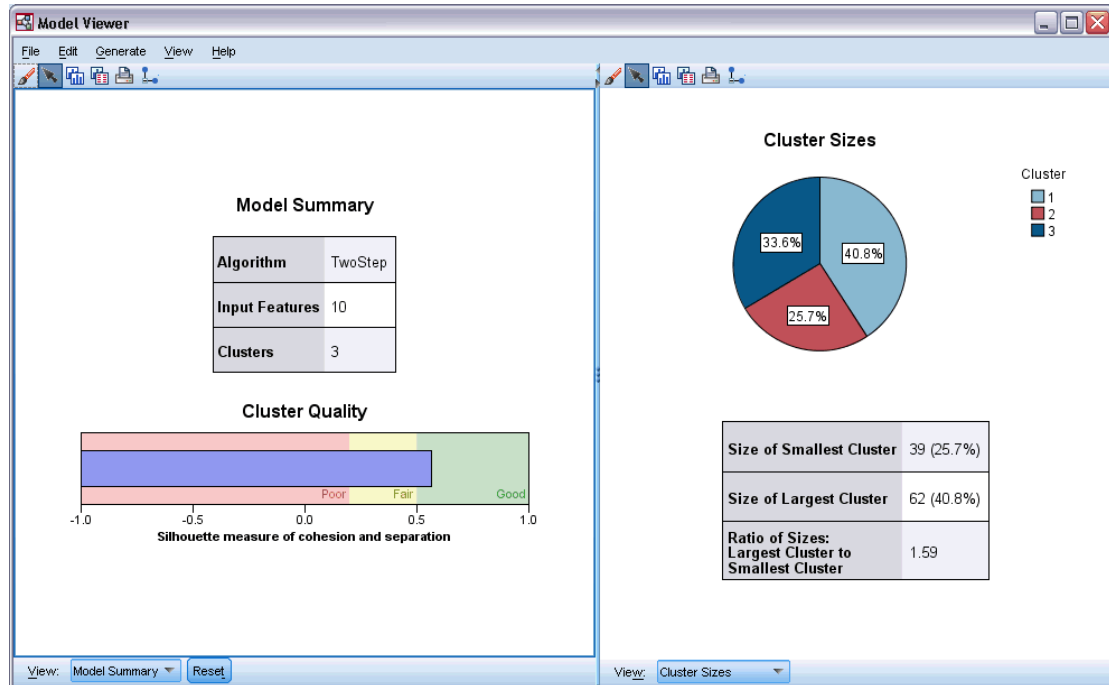 Model Viewer
File Edit Generate View Help
Model Summary
Algorithm TwoStep
Input Features 10
Clusters 3
Cluster Quality
Poor Fair Good
-1.0 -0.5 0.0 0.5 1.0
Silhouette measure of cohesion and separation
View: Model Summary Reset
Cluster Sizes
Cluster
1
2
3
33.6%
40.8%
25.7%
Size of Smallest Cluster 39 (25.7%)
Size of Largest Cluster 62 (40.8%)
Ratio of Sizes:
Largest Cluster to
Smallest Cluster 1.59
View: Cluster Sizes